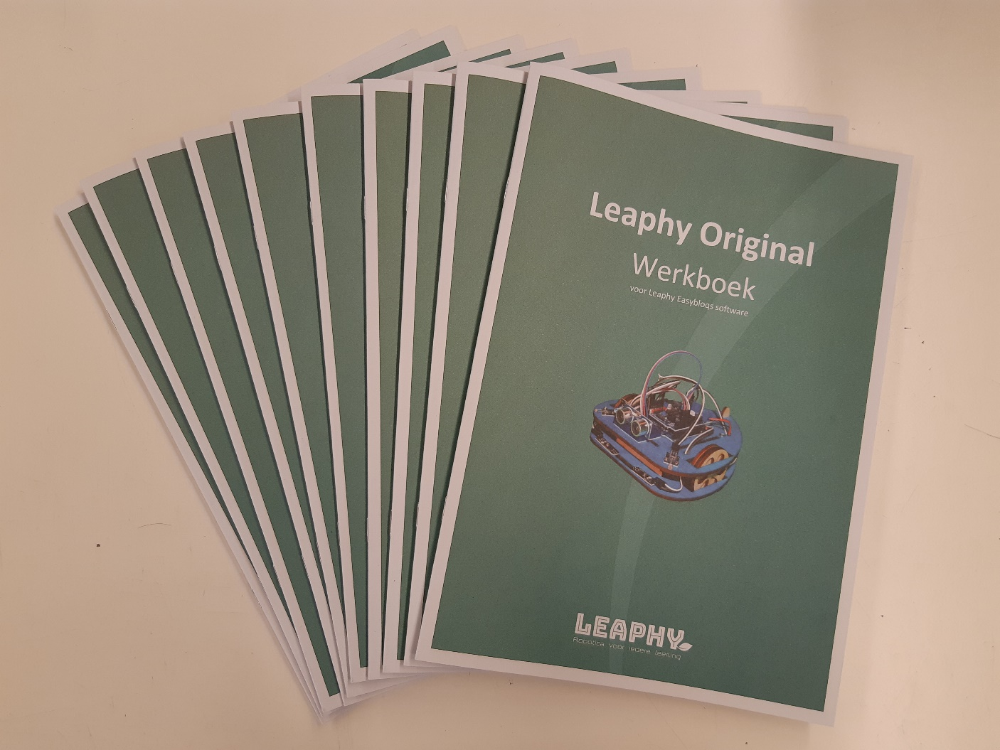 Leaphy Original
Werkboek
voor Leaphy Easybloqs software
LEAPHY
Robotica voor iedere leerling